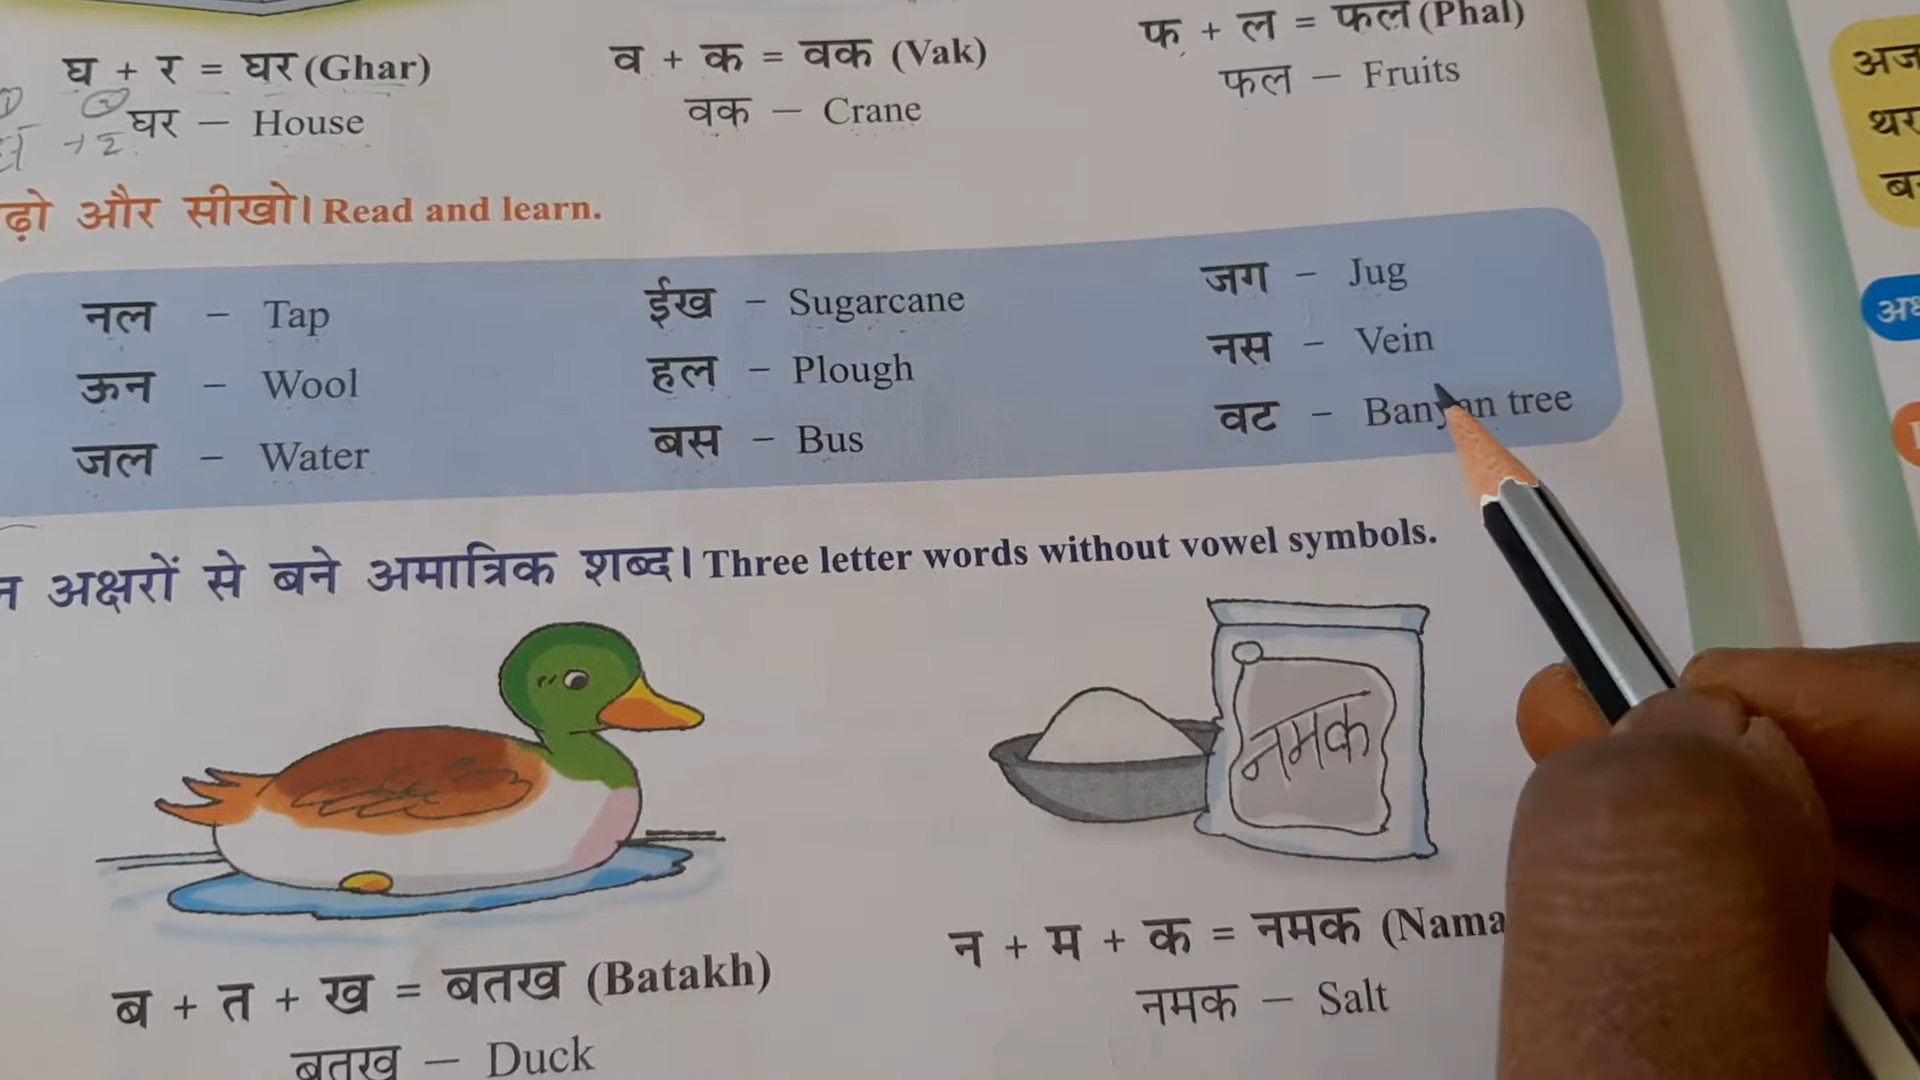 घ + र = घर (Ghar)
व + क = वक (Vak)
फ + ल = फल (Phal)
घर – House
वक – Crane
फल – Fruits
और सीखो। Read and learn.
नल – Tap
ईख – Sugarcane
जग – Jug
ऊन – Wool
हल – Plough
नस – Vein
जल – Water
बस – Bus
वट – Banyan tree
अक्षरों से बने अमात्रिक शब्द। Three letter words without vowel symbols.
नमक
ब + त + ख = बतख (Batakh)
न + म + क = नमक (Nama
बतख – Duck
नमक – Salt